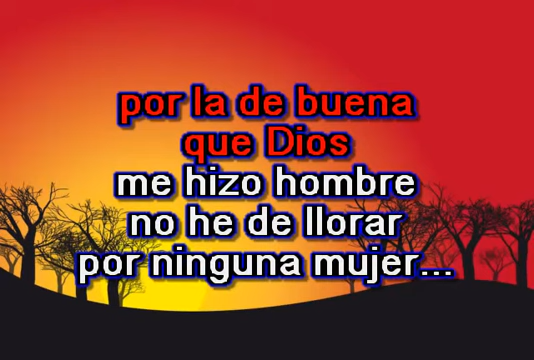 por la de buena
que Dios
me hizo hombre
no he de llorar
por ninguna mujer...